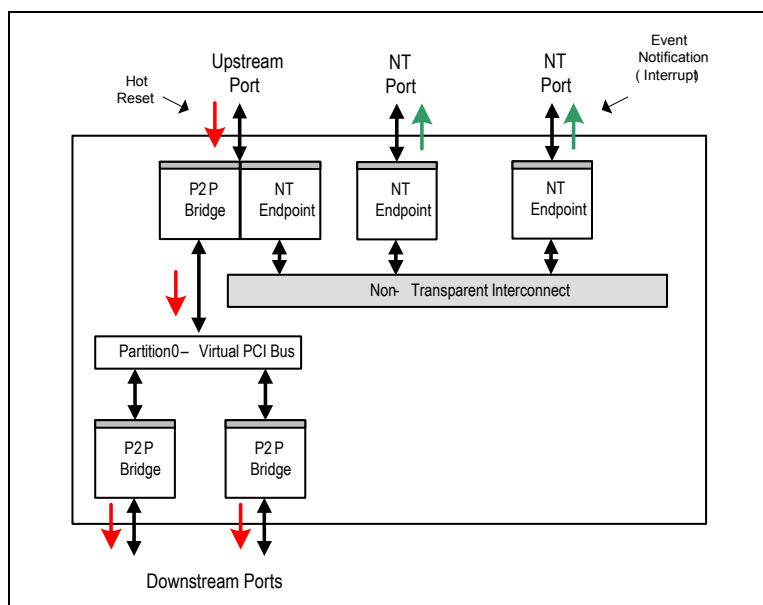 Hot
Reset
Upstream
Port
NT
Port
NT
Port
Event
Notification
( Interrupt)
P2P
Bridge
NT
Endpoint
NT
Endpoint
NT
Endpoint
Non- Transparent Interconnect
Partition0 – Virtual PCI Bus
P2P
Bridge
P2P
Bridge
Downstream Ports